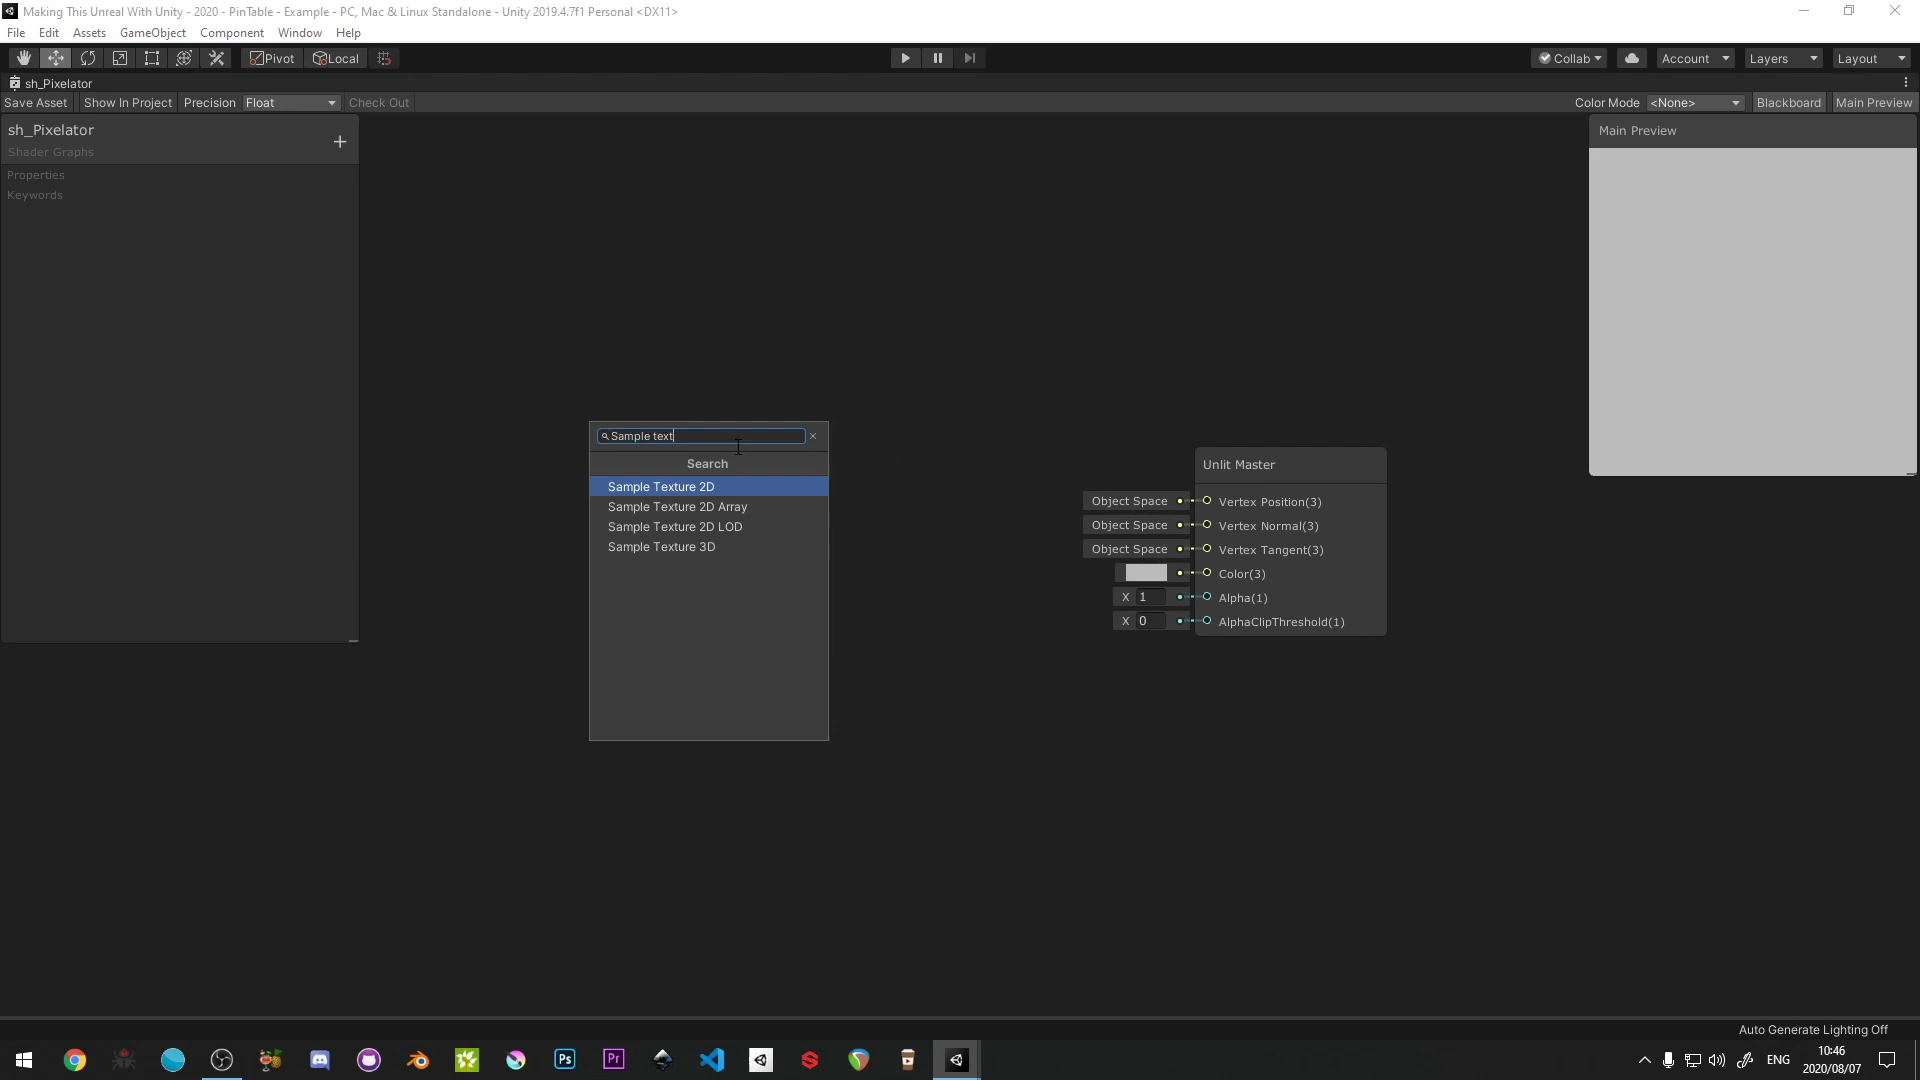 Making This Unreal With Unity - 2020 - PinTable - Example - PC, Mac & Linux Standalone - Unity 2019.4.7f1 Personal <DX11>
File Edit Assets GameObject Component Window Help
Pivot Local Collab Account Layers Layout
sh_Pixelator
Save Asset Show In Project Precision Float Check Out Color Mode <None> Blackboard Main Preview
sh_Pixelator
Shader Graphs
Properties
Keywords
Main Preview
Sample text
Search
Sample Texture 2D
Sample Texture 2D Array
Sample Texture 2D LOD
Sample Texture 3D
Unlit Master
Object Space Vertex Position(3)
Object Space Vertex Normal(3)
Object Space Vertex Tangent(3)
Color(3)
X 1 Alpha(1)
X 0 AlphaClipThreshold(1)
Auto Generate Lighting Off
Ps Pr ENG 10:46
2020/08/07